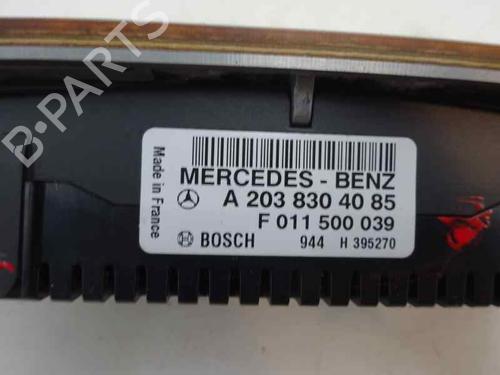 B-PARTS
Made in France
MERCEDES - BENZ
A 203 830 40 85
F 011 500 039
BOSCH 944 H 395270